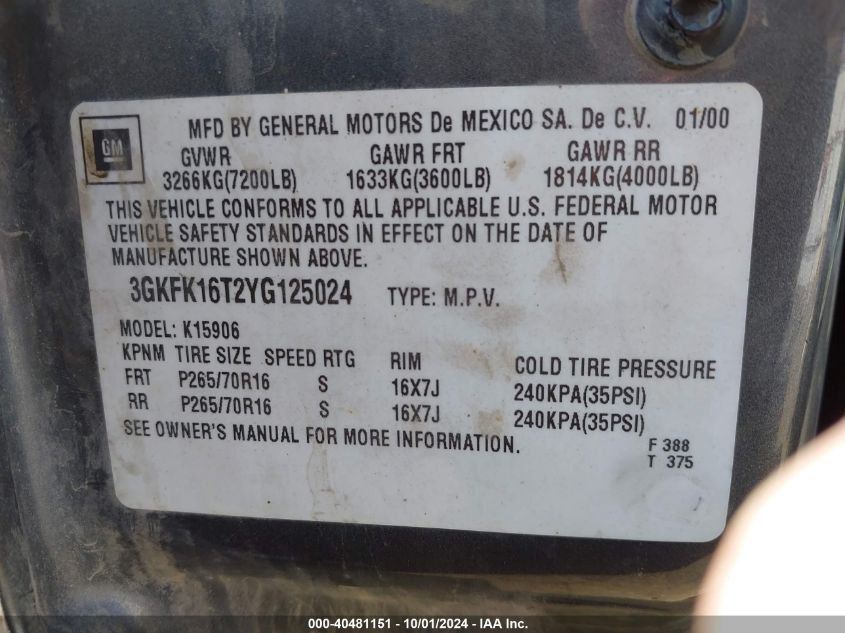 GM
MFD BY GENERAL MOTORS De MEXICO SA. De C.V. 01/00
GVWR GAWR FRT GAWR RR
3266KG(7200LB) 1633KG(3600LB) 1814KG(4000LB)
THIS VEHICLE CONFORMS TO ALL APPLICABLE U.S. FEDERAL MOTOR
VEHICLE SAFETY STANDARDS IN EFFECT ON THE DATE OF
MANUFACTURE SHOWN ABOVE.
3GKFK16T2YG125024 TYPE: M.P.V.
MODEL: K15906
KPNM TIRE SIZE SPEED RTG RIM COLD TIRE PRESSURE
FRT P265/70R16 S 16X7J 240KPA(35PSI)
RR P265/70R16 S 16X7J 240KPA(35PSI)
SEE OWNER'S MANUAL FOR MORE INFORMATION.
F 388
T 375
000-40481151 - 10/01/2024 - IAA Inc.